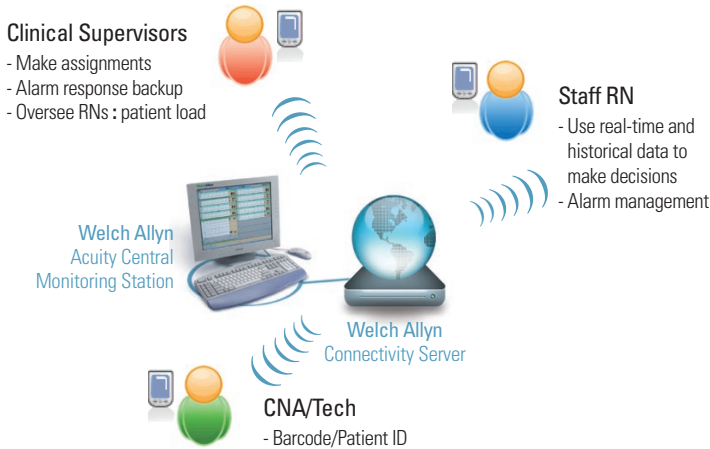 Clinical Supervisors
- Make assignments
- Alarm response backup
- Oversee RNs : patient load
Staff RN
- Use real-time and
historical data to
make decisions
- Alarm management
Welch Allyn
Acuity Central
Monitoring Station
Welch Allyn
Connectivity Server
CNA/Tech
- Barcode/Patient ID